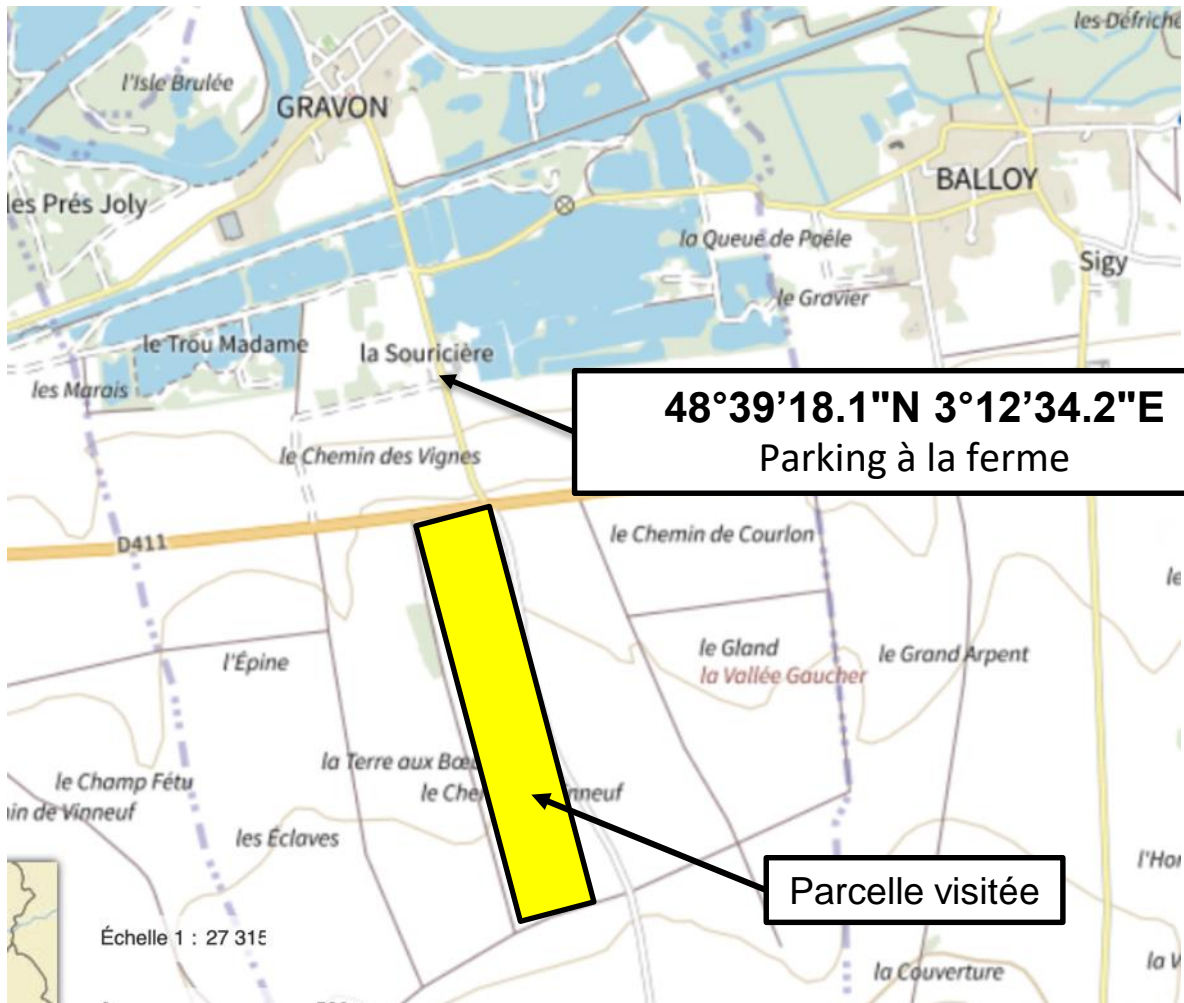 les Défriche
l'Isle Brulée
GRAVON
BALLOY
les Prés Joly
la Queue de Poêle
Sigy
le Gravier
le Trou Madame
la Souricière
les Marais
48°39’18.1"N 3°12’34.2"E
Parking à la ferme
le Chemin des Vignes
D411
le Chemin de Courlon
le
l'Épine
le Gland
la Vallée Gaucher
le Grand Arpent
la Terre aux Bœu
le Champ Fétu
le Che
nneuf
in de Vinneuf
les Éclaves
Parcelle visitée
l'Hor
Échelle 1 : 27 315
la Couverture
la V